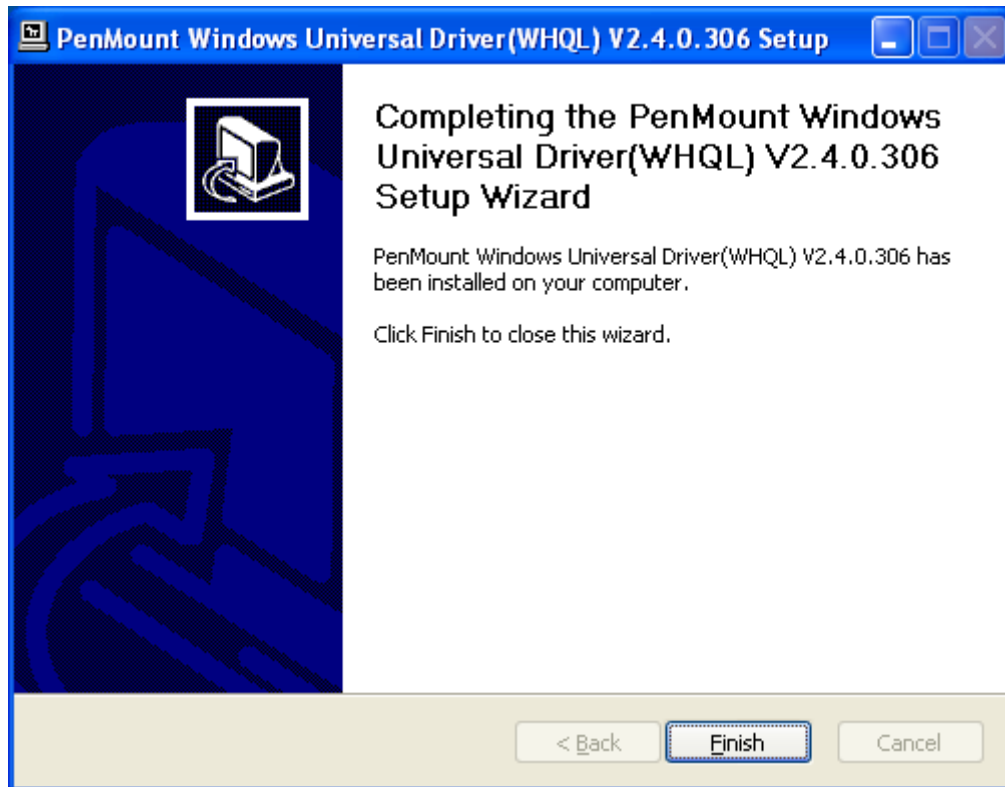 PenMount Windows Universal Driver(WHQL) V2.4.0.306 Setup
Completing the PenMount Windows
Universal Driver(WHQL) V2.4.0.306
Setup Wizard
PenMount Windows Universal Driver(WHQL) V2.4.0.306 has
been installed on your computer.
Click Finish to close this wizard.
< Back
Finish
Cancel